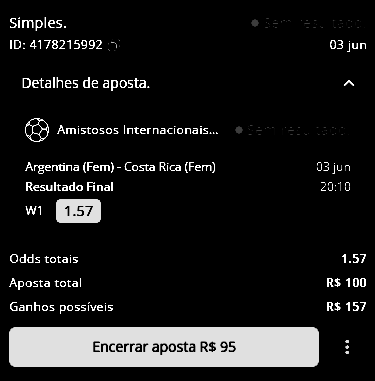 Simples. Sem resultado
ID: 4178215992 03 jun
Detalhes de aposta.
Amistosos Internacionais... Sem resultado
Argentina (Fem) - Costa Rica (Fem) 03 jun
Resultado Final 20:10
W1 1.57
Odds totais 1.57
Aposta total R$ 100
Ganhos possíveis R$ 157
Encerrar aposta R$ 95